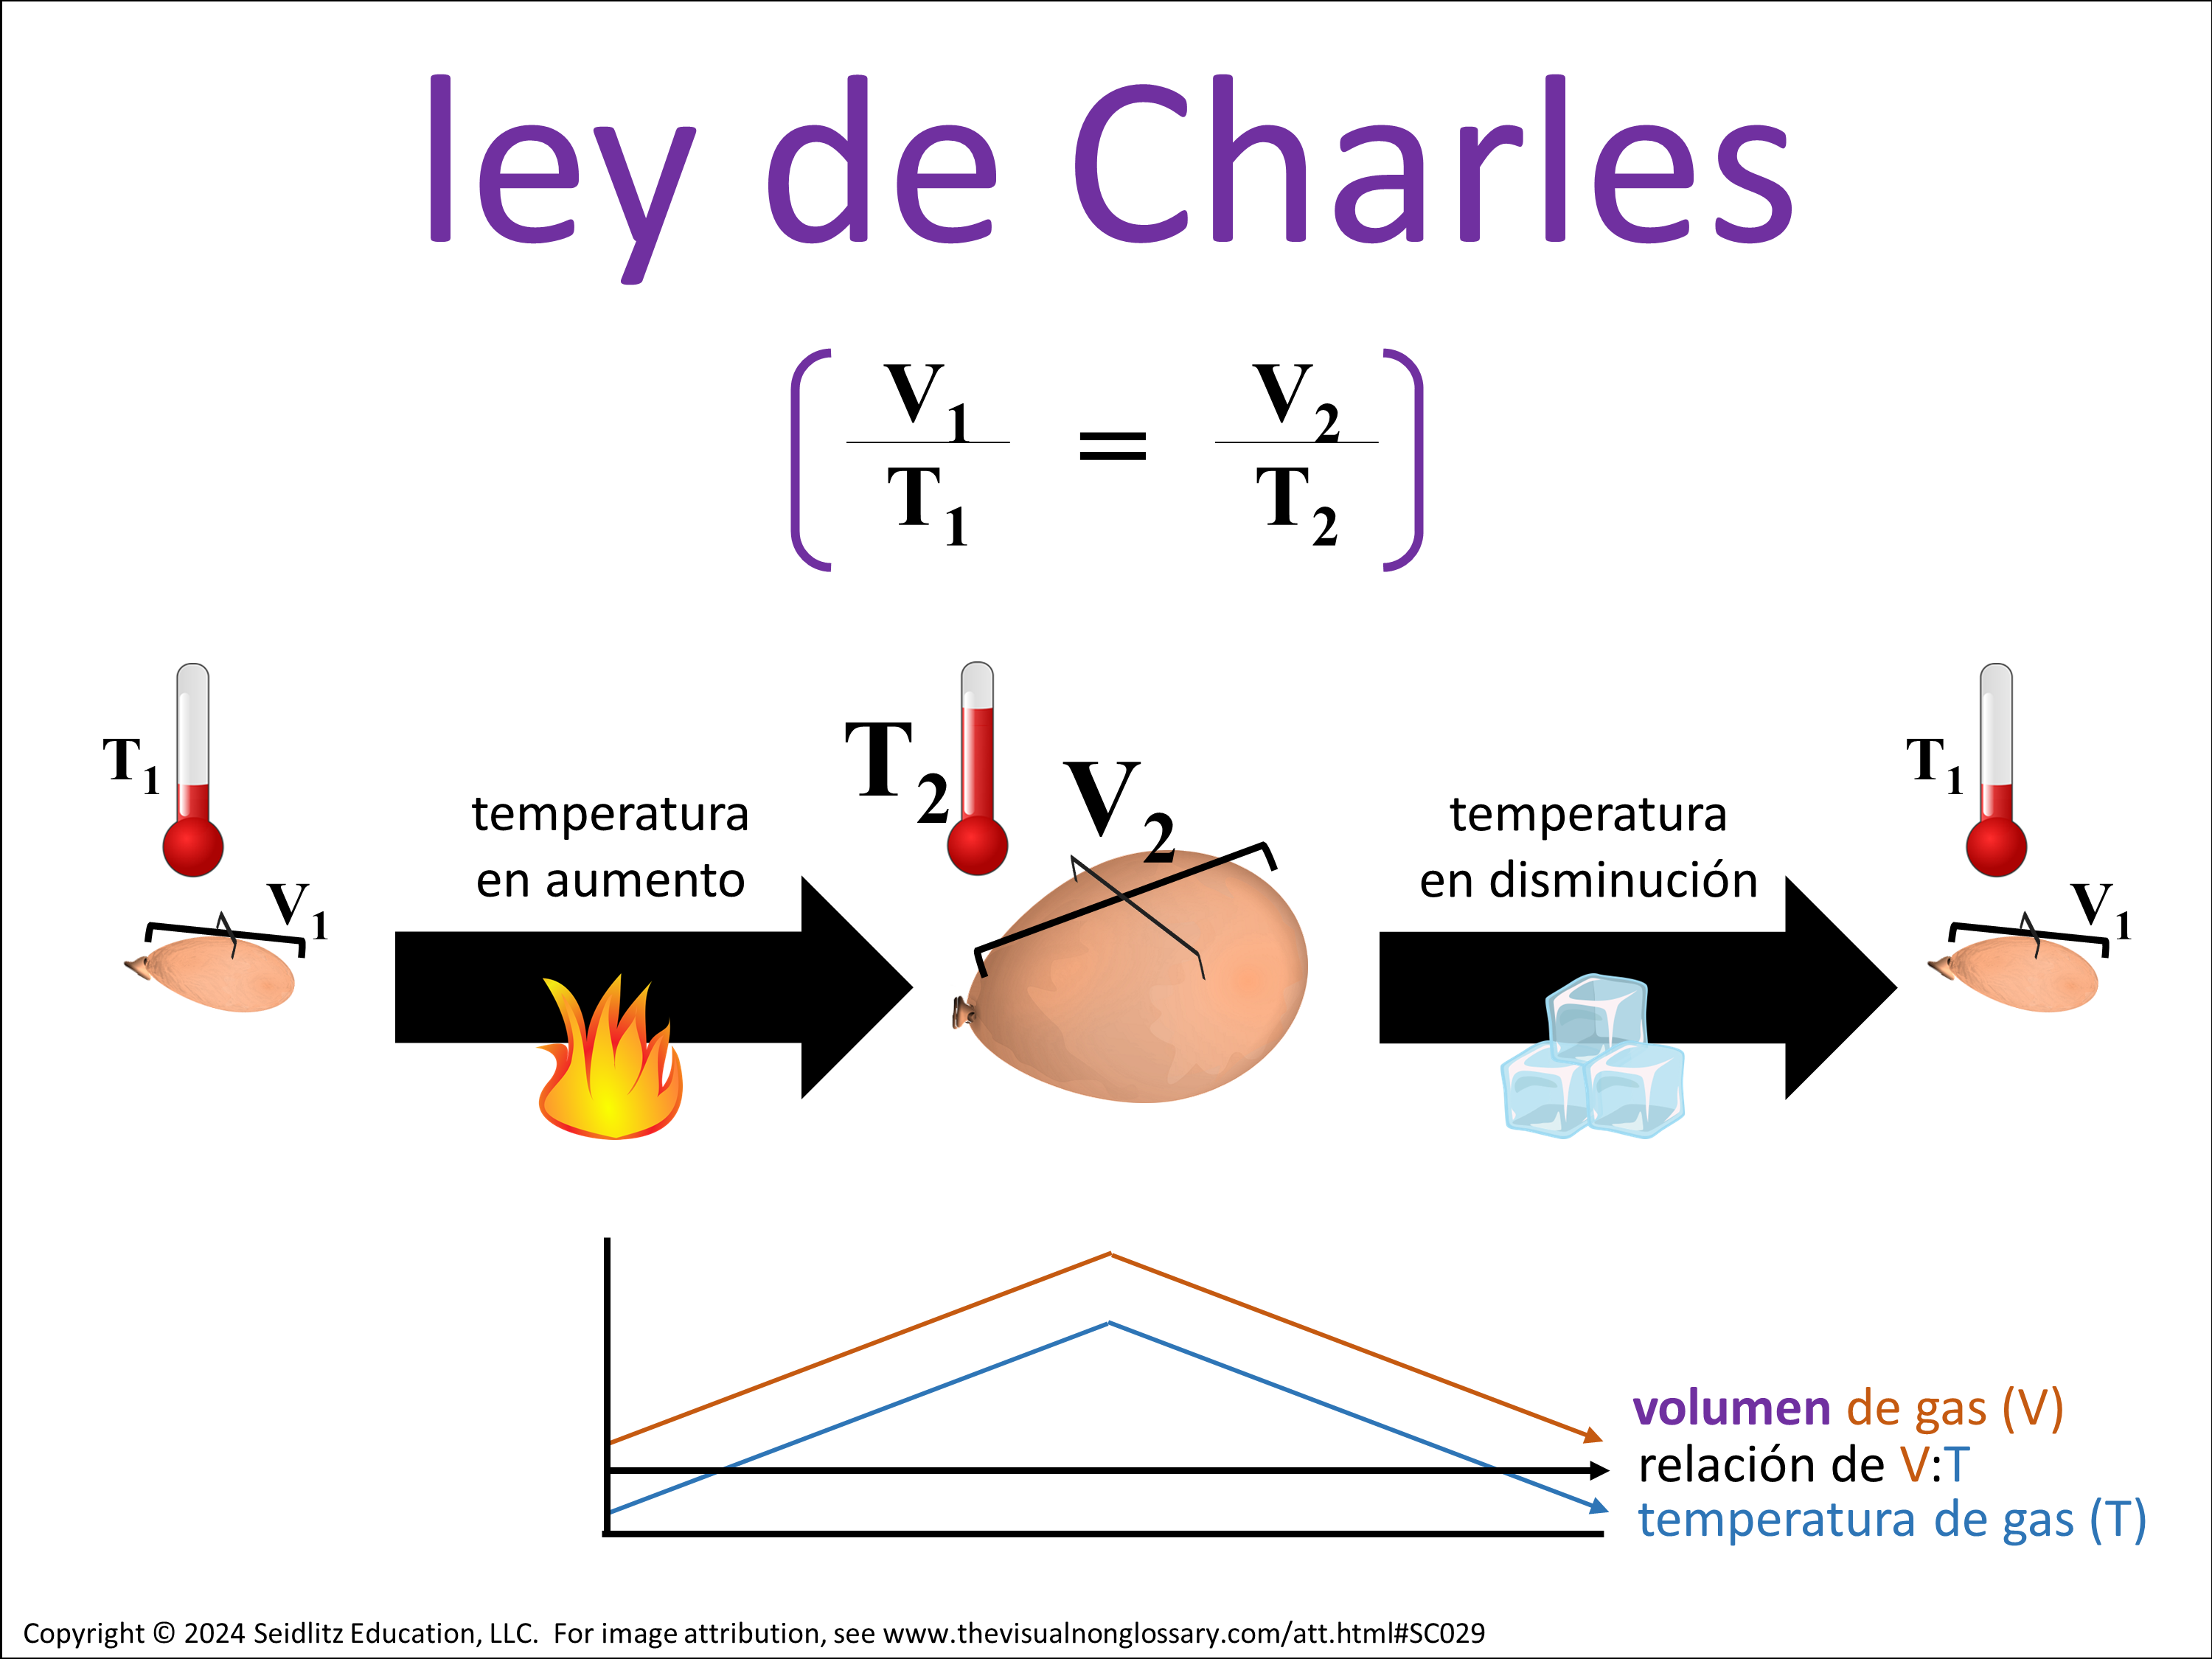 ley de Charles
V1 = V2
T1 T2
T1
T2
T1
V1
V2
V1
temperatura
en aumento
temperatura
en disminución
volumen de gas (V)
relación de V:T
temperatura de gas (T)
Copyright © 2024 Seidlitz Education, LLC. For image attribution, see www.thevisualnonglossary.com/att.html#SC029